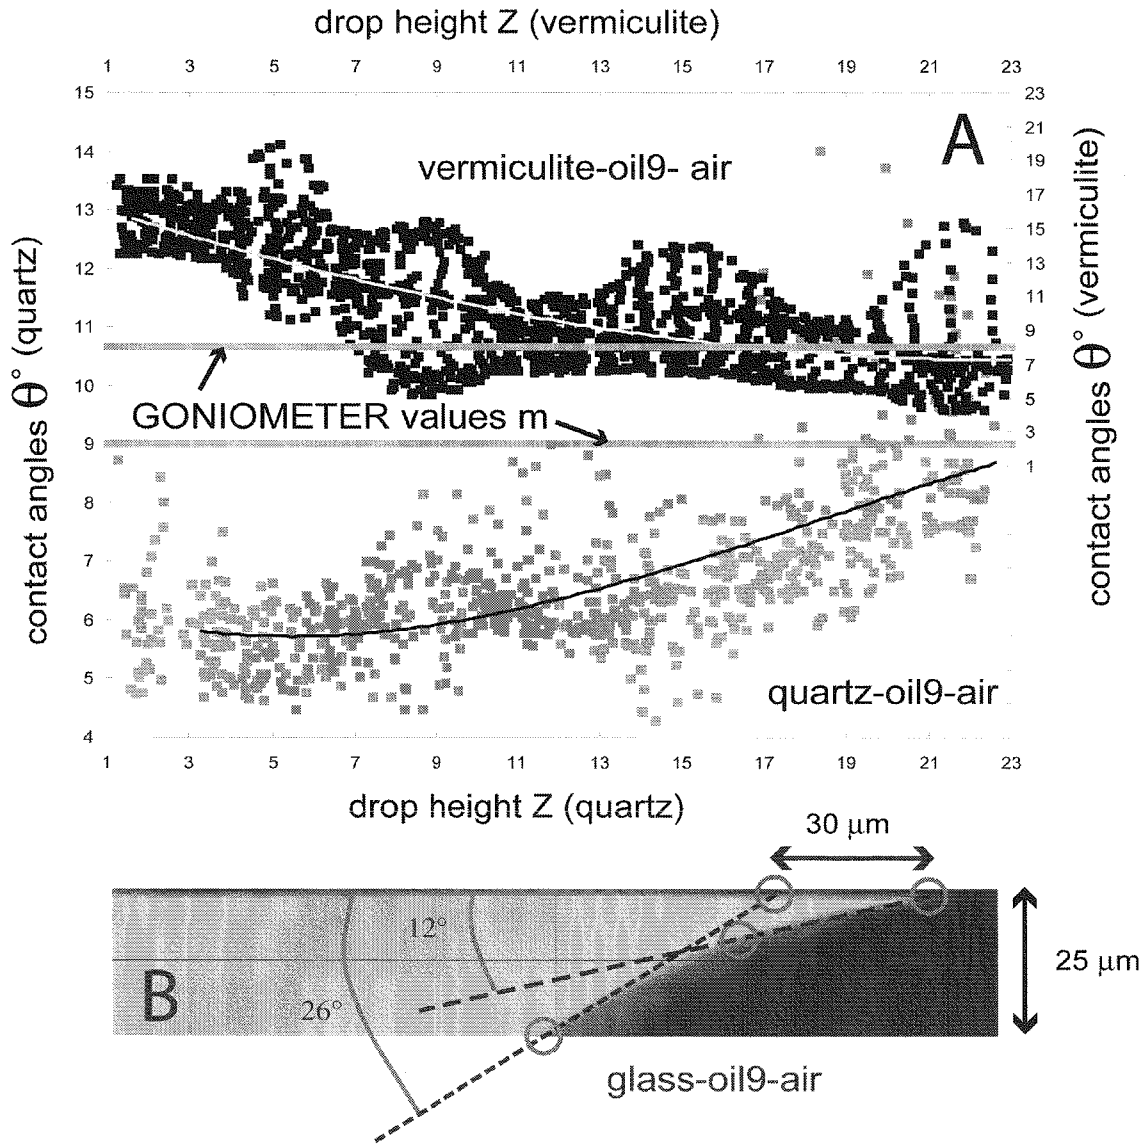 drop height Z (vermiculite)
1 3 5 7 9 11 13 15 17 19 21 23
15
14
13
12
11
10
9
8
7
6
5
4
contact angles θ° (quartz)
23
21
19
17
15
13
11
9
7
5
3
1
contact angles θ° (vermiculite)
A
vermiculite-oil9- air
GONIOMETER values m
quartz-oil9-air
1 3 5 7 9 11 13 15 17 19 21 23
drop height Z (quartz)
30 µm
12°
26°
B
25 µm
glass-oil9-air